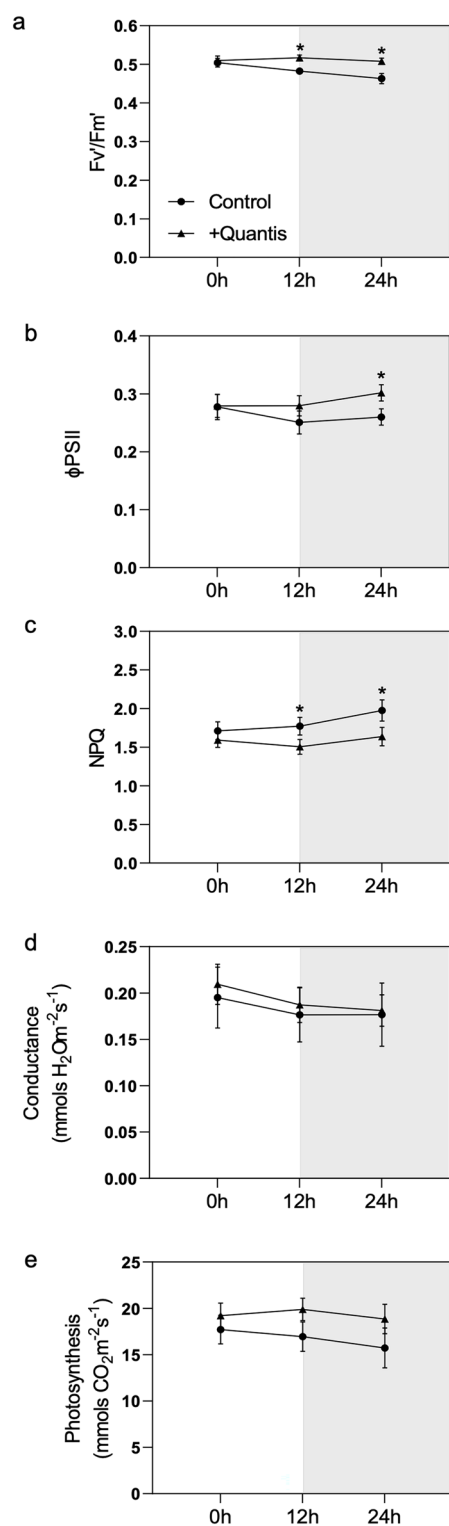 a
0.6
0.5
0.4
0.3
0.2
0.1
0.0
Fv'/Fm'
* *
Control
+Quantis
0h 12h 24h
b
0.4
0.3
0.2
0.1
0.0
ϕPSII
*
0h 12h 24h
c
3.0
2.5
2.0
1.5
1.0
0.5
0.0
NPQ
* *
0h 12h 24h
d
0.25
0.20
0.15
0.10
0.05
0.00
Conductance
(mmols H₂Om⁻²s⁻¹)
0h 12h 24h
e
25
20
15
10
5
0
Photosynthesis
(mmols CO₂m⁻²s⁻¹)
0h 12h 24h